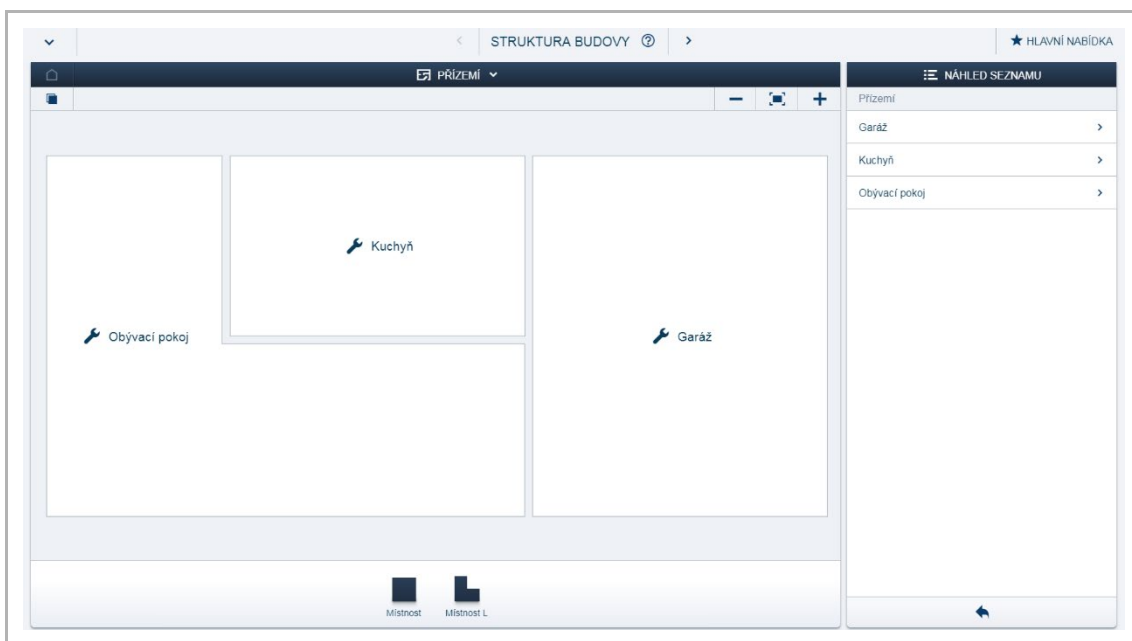 STRUKTURA BUDOVY
HLAVNÍ NABÍDKA
PŘÍZEMÍ
NÁHLED SEZNAMU
Přízemí
Garáž
Kuchyň
Obývací pokoj
Kuchyň
Obývací pokoj
Garáž
Místnost
Místnost L